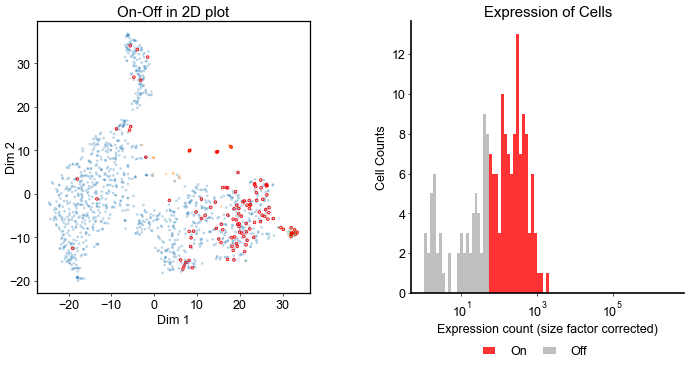 On-Off in 2D plot
Dim 2
30
20
10
0
−10
−20
−20 −10 0 10 20 30
Dim 1
Expression of Cells
Cell Counts
12
10
8
6
4
2
0
10^1 10^3 10^5
Expression count (size factor corrected)
On Off